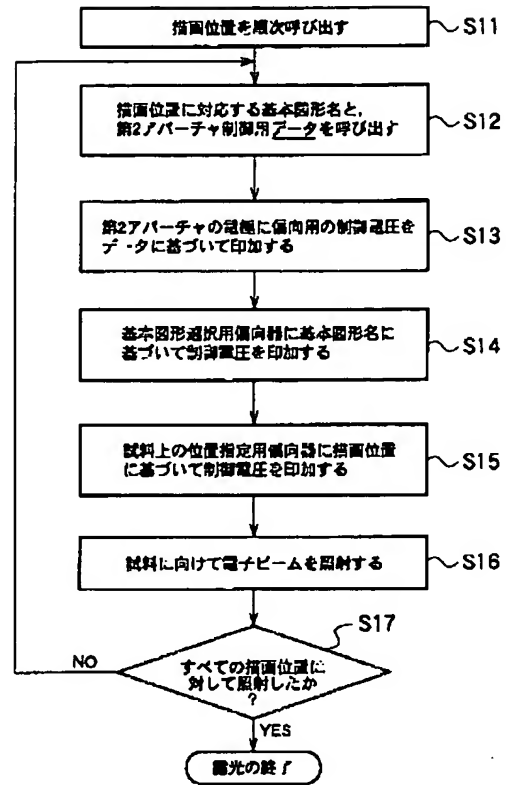 描画位置を順次呼び出す
S11
描画位置に対応する基本図形名と,
第2アパーチャ制御用データを呼び出す
S12
第2アパーチャの電極に偏向用の制御電圧を
データに基づいて印加する
S13
基本図形選択用偏向器に基本図形名に
基づいて制御電圧を印加する
S14
試料上の位置指定用偏向器に描画位置
に基づいて制御電圧を印加する
S15
試料に向けて電子ビームを照射する
S16
S17
すべての描画位置に
対して照射したか
?
NO
YES
露光の終了